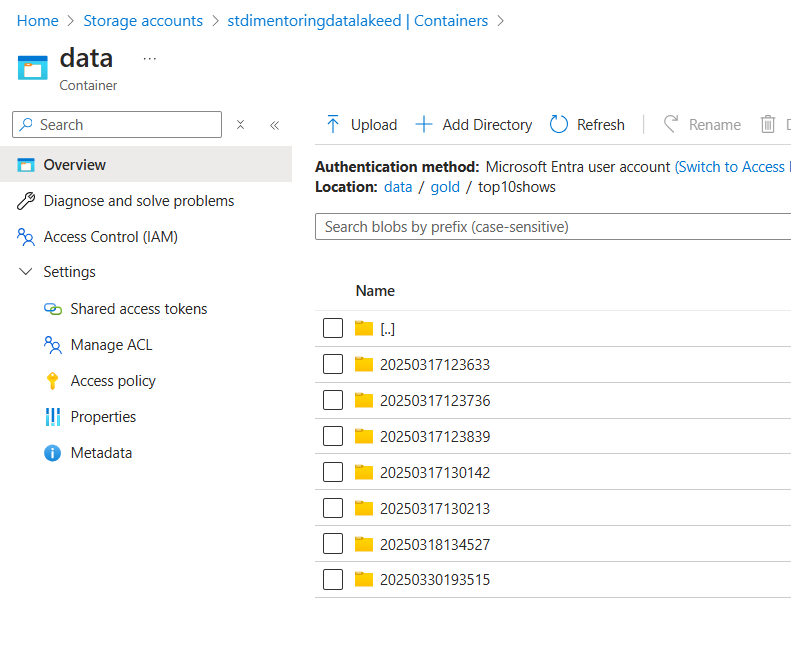 Home > Storage accounts > stdimentoringdatalakeed | Containers >
data ...
Container
Search
Overview
Diagnose and solve problems
Access Control (IAM)
Settings
Shared access tokens
Manage ACL
Access policy
Properties
Metadata
Upload Add Directory Refresh Rename
Authentication method: Microsoft Entra user account (Switch to Access
Location: data / gold / top10shows
Search blobs by prefix (case-sensitive)
Name
[..]
20250317123633
20250317123736
20250317123839
20250317130142
20250317130213
20250318134527
20250330193515